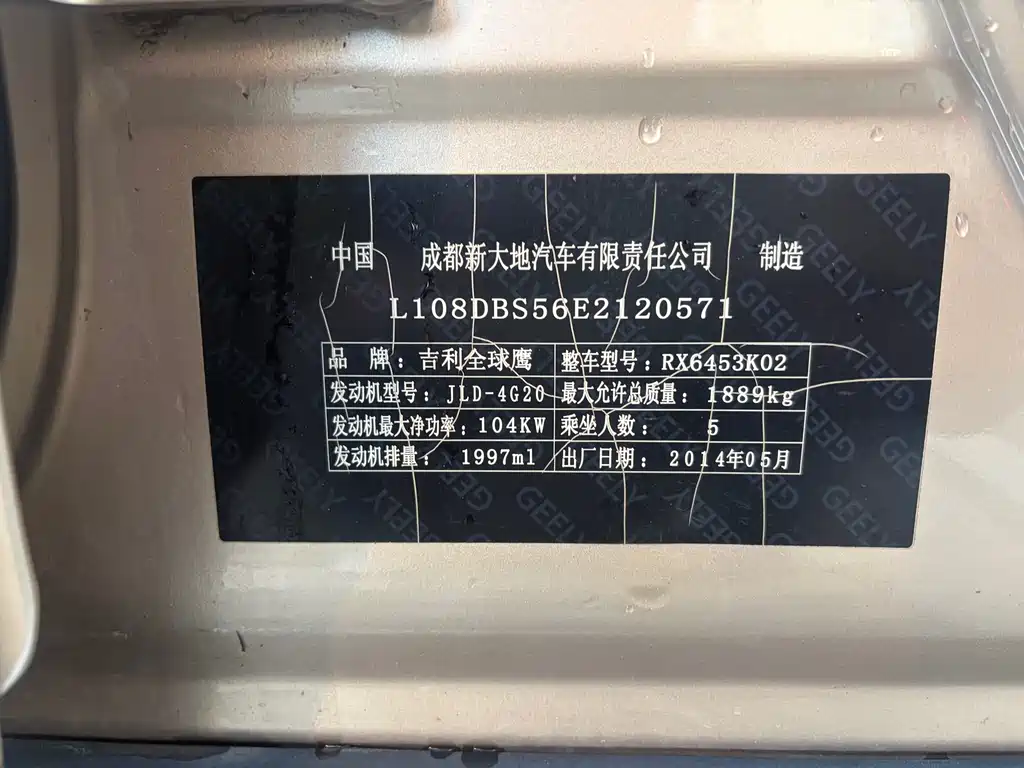 中国 成都新大地汽车有限责任公司 制造
L108DBS56E2120571
品 牌：吉利全球鹰 整车型号：RX6453K02
发动机型号：JLD-4G20 最大允许总质量：1889kg
发动机最大净功率：104KW 乘坐人数： 5
发动机排量： 1997ml 出厂日期： 2014年05月
GEELY